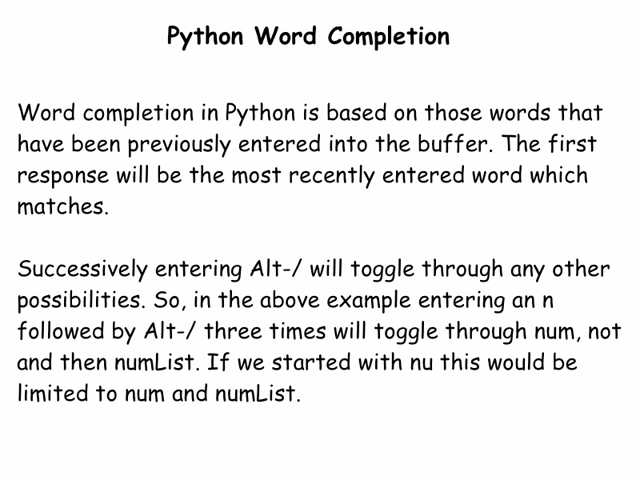 Python Word Completion
Word completion in Python is based on those words that
have been previously entered into the buffer. The first
response will be the most recently entered word which
matches.
Successively entering Alt-/ will toggle through any other
possibilities. So, in the above example entering an n
followed by Alt-/ three times will toggle through num, not
and then numList. If we started with nu this would be
limited to num and numList.